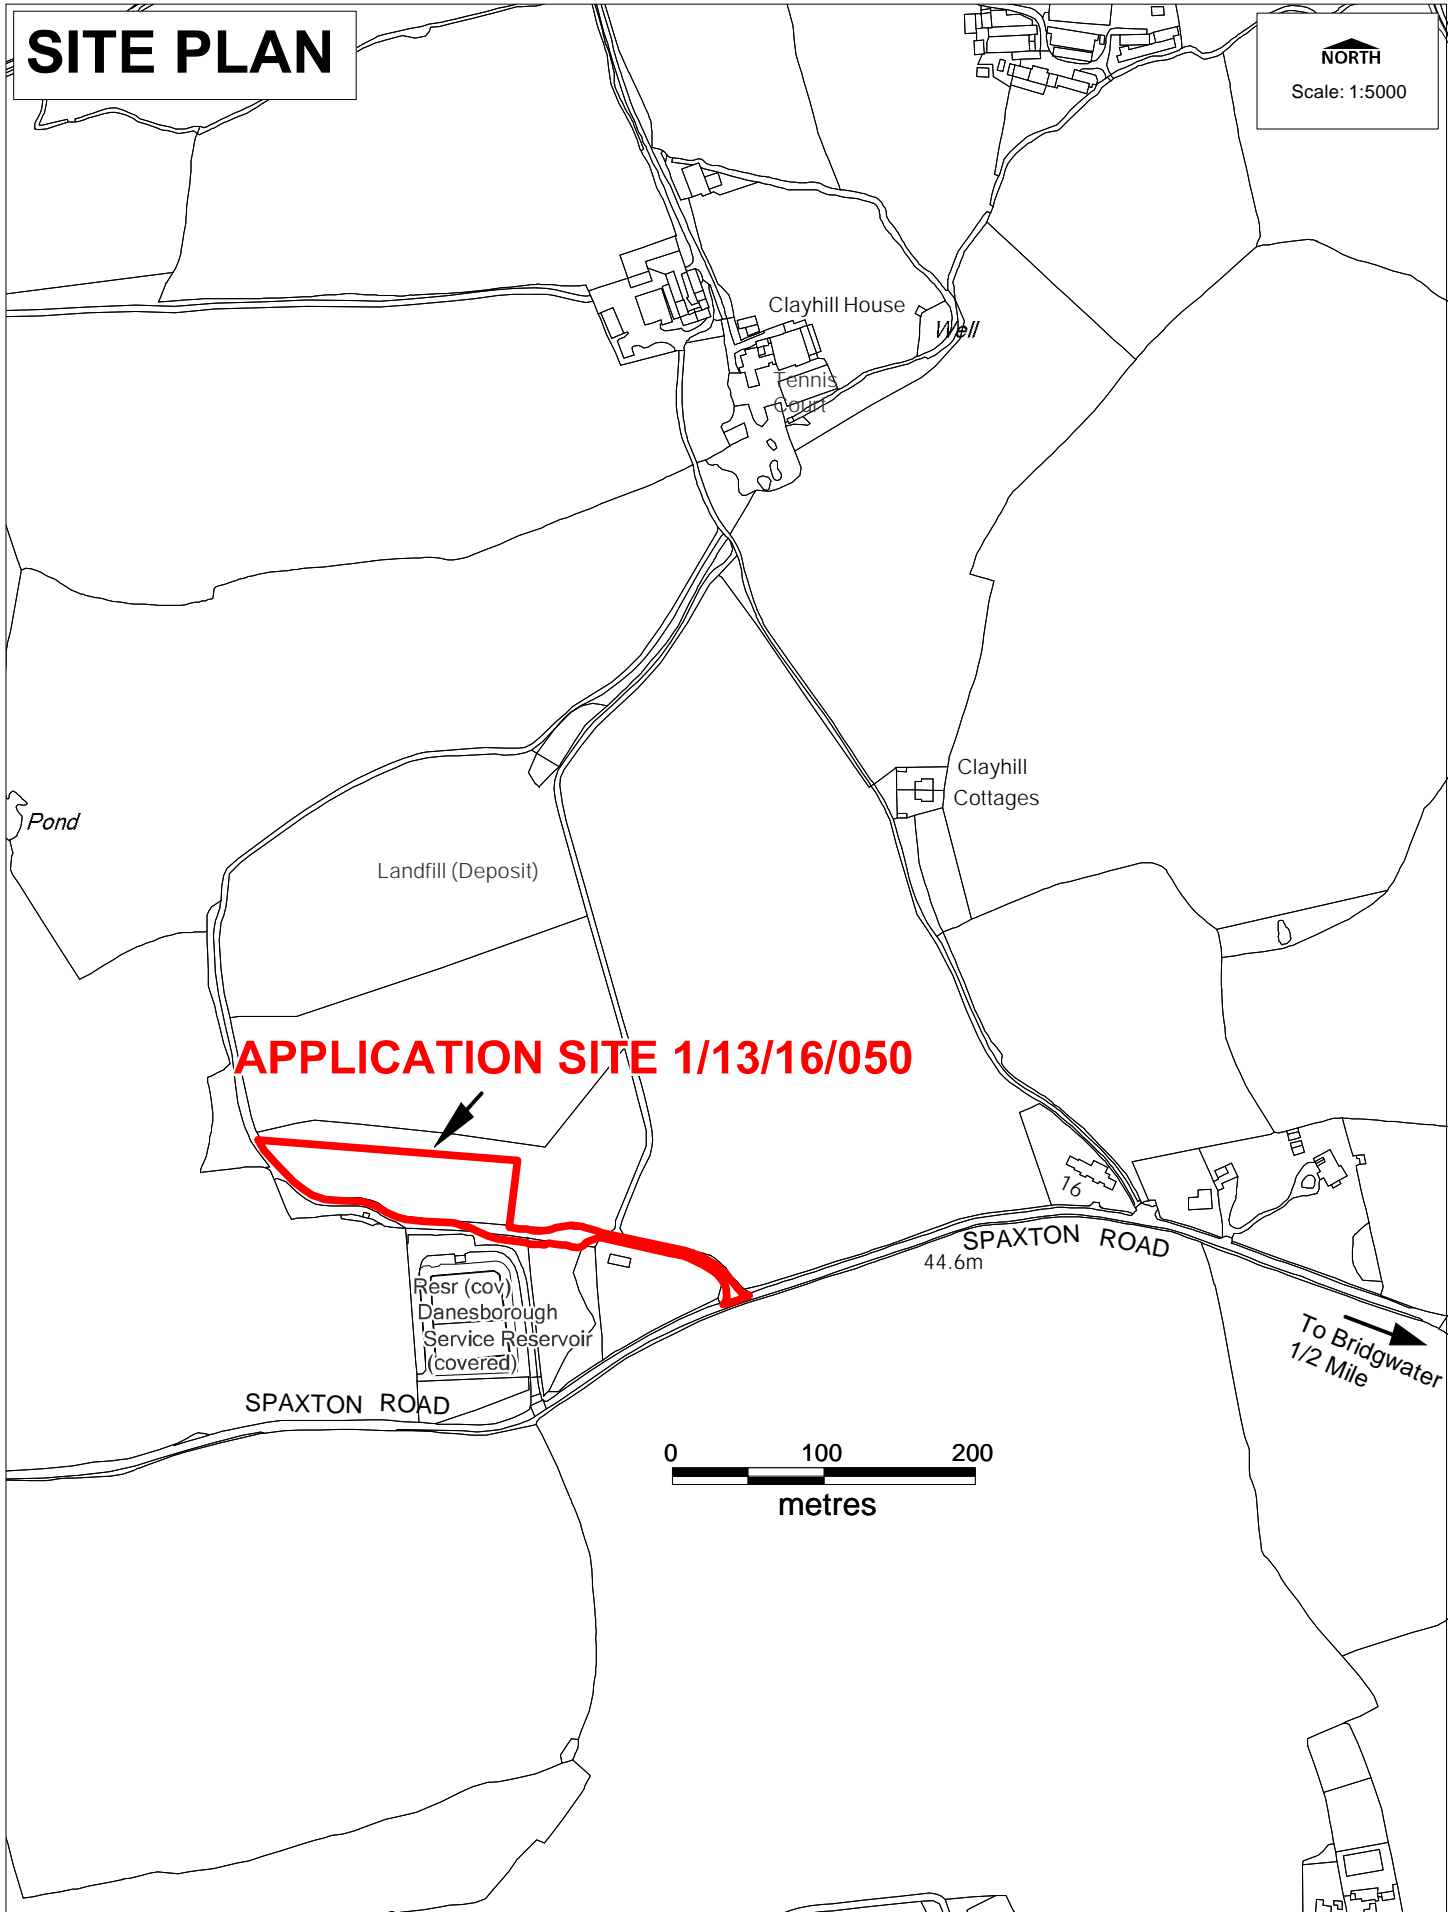 SITE PLAN
NORTH
Scale: 1:5000
Clayhill House
Well
Tennis
Court
Clayhill
Cottages
Pond
Landfill (Deposit)
APPLICATION SITE 1/13/16/050
16
SPAXTON ROAD
44.6m
Resr (cov)
Danesborough
Service Reservoir
(covered)
To Bridgwater
1/2 Mile
SPAXTON ROAD
0 100 200
metres